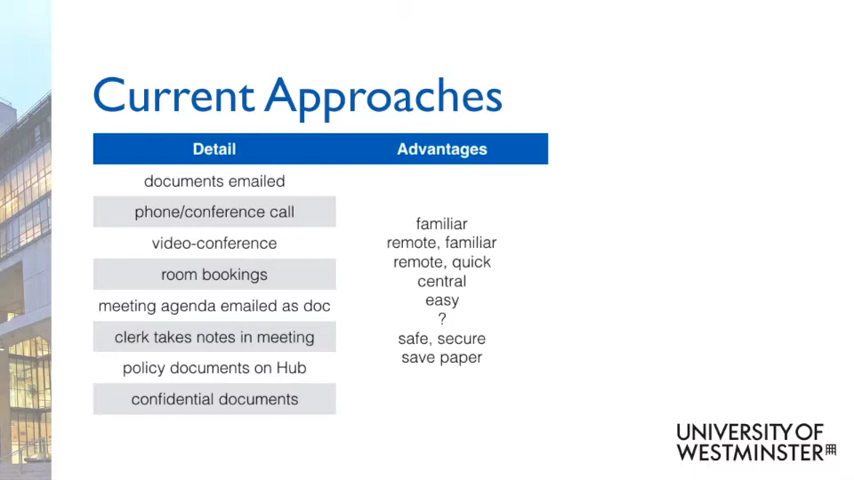 Current Approaches
Detail Advantages
documents emailed
phone/conference call
video-conference
room bookings
meeting agenda emailed as doc
clerk takes notes in meeting
policy documents on Hub
confidential documents
familiar
remote, familiar
remote, quick
central
easy
?
safe, secure
save paper
UNIVERSITY OF
WESTMINSTER